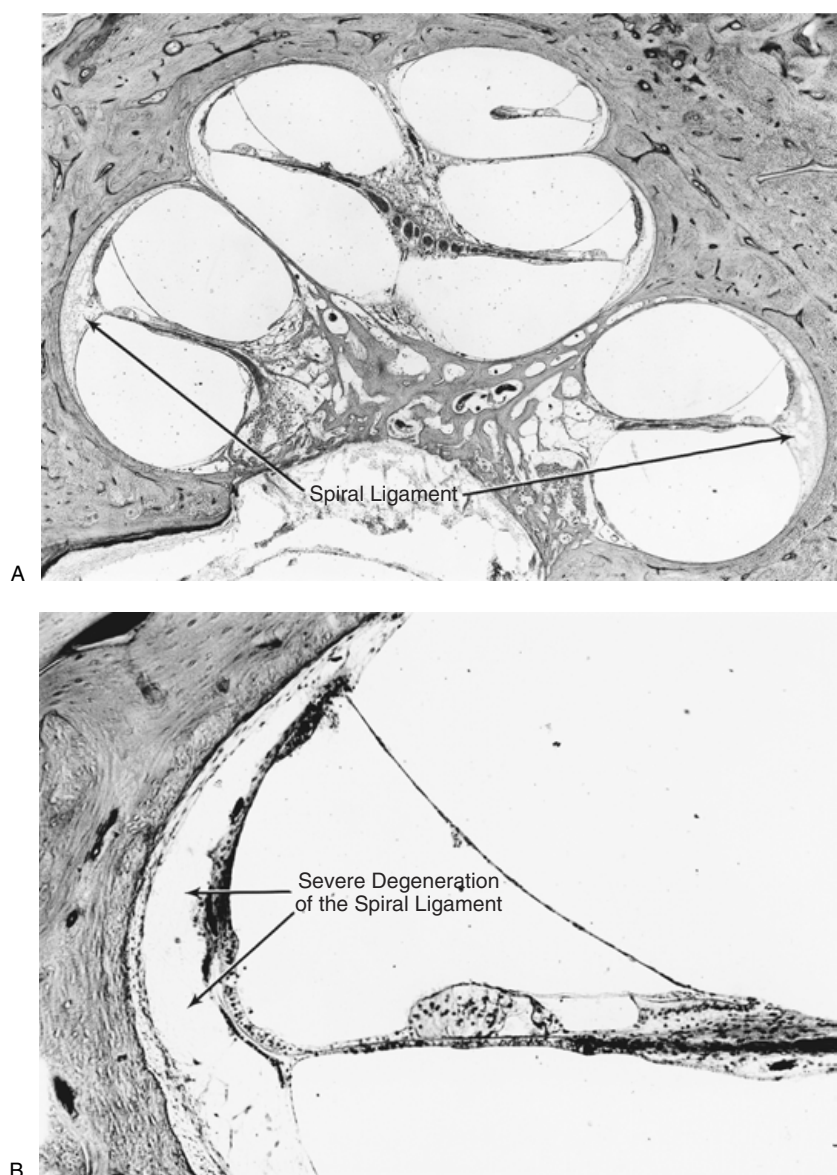 Spiral Ligament
A
Severe Degeneration
of the Spiral Ligament
B